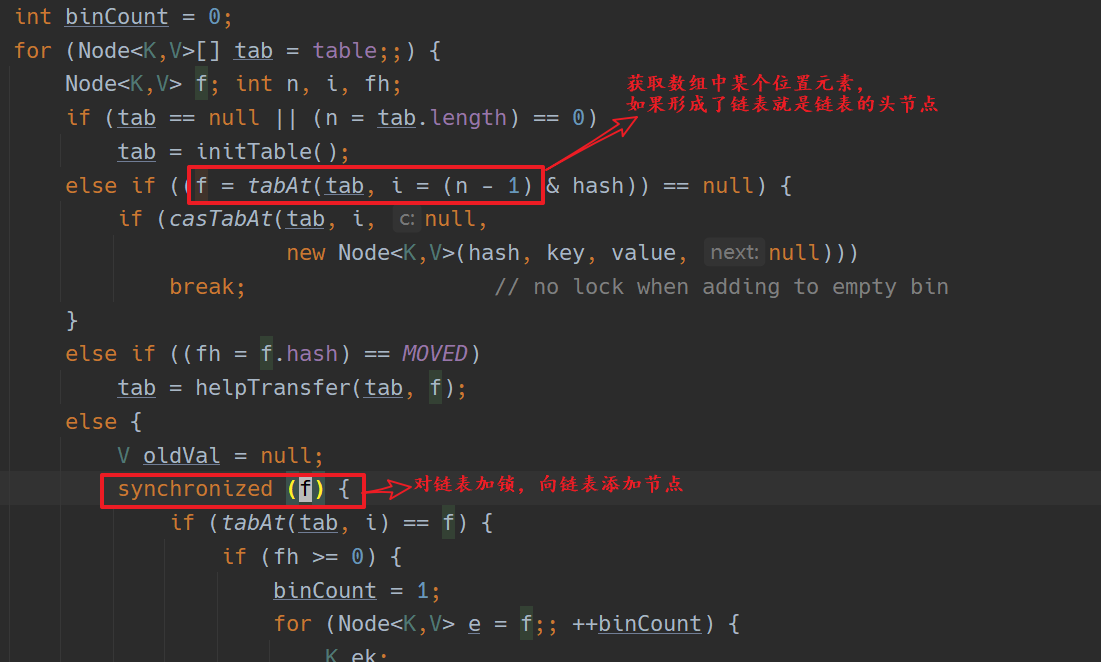 int binCount = 0;
for (Node<K,V>[] tab = table;;) {
Node<K,V> f; int n, i, fh;
获取数组中某个位置元素，
如果形成了链表就是链表的头节点
if (tab == null || (n = tab.length) == 0)
tab = initTable();
else if ((f = tabAt(tab, i = (n - 1) & hash)) == null) {
if (casTabAt(tab, i, c: null,
new Node<K,V>(hash, key, value, next: null)))
break; // no lock when adding to empty bin
}
else if ((fh = f.hash) == MOVED)
tab = helpTransfer(tab, f);
else {
V oldVal = null;
synchronized (f) {
对链表加锁，向链表添加节点
if (tabAt(tab, i) == f) {
if (fh >= 0) {
binCount = 1;
for (Node<K,V> e = f;; ++binCount) {
K ek;